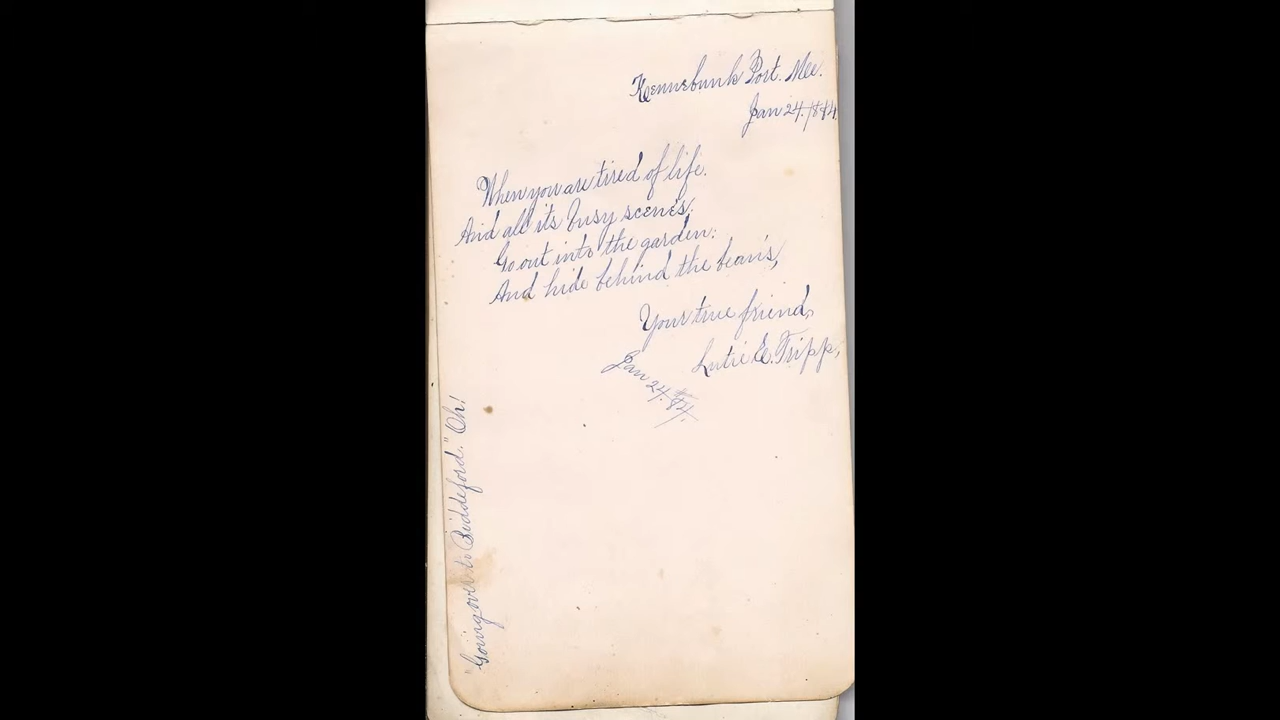 Kennebunk Port. Me.
Jan 24. 1884
When you are tired of life.
And all its busy scenes,
Go out into the garden:
And hide behind the beans,
Your true friend,
Lutie E. Tripp,
Jan 24. 84.
"Going over to Biddeford." Oh!